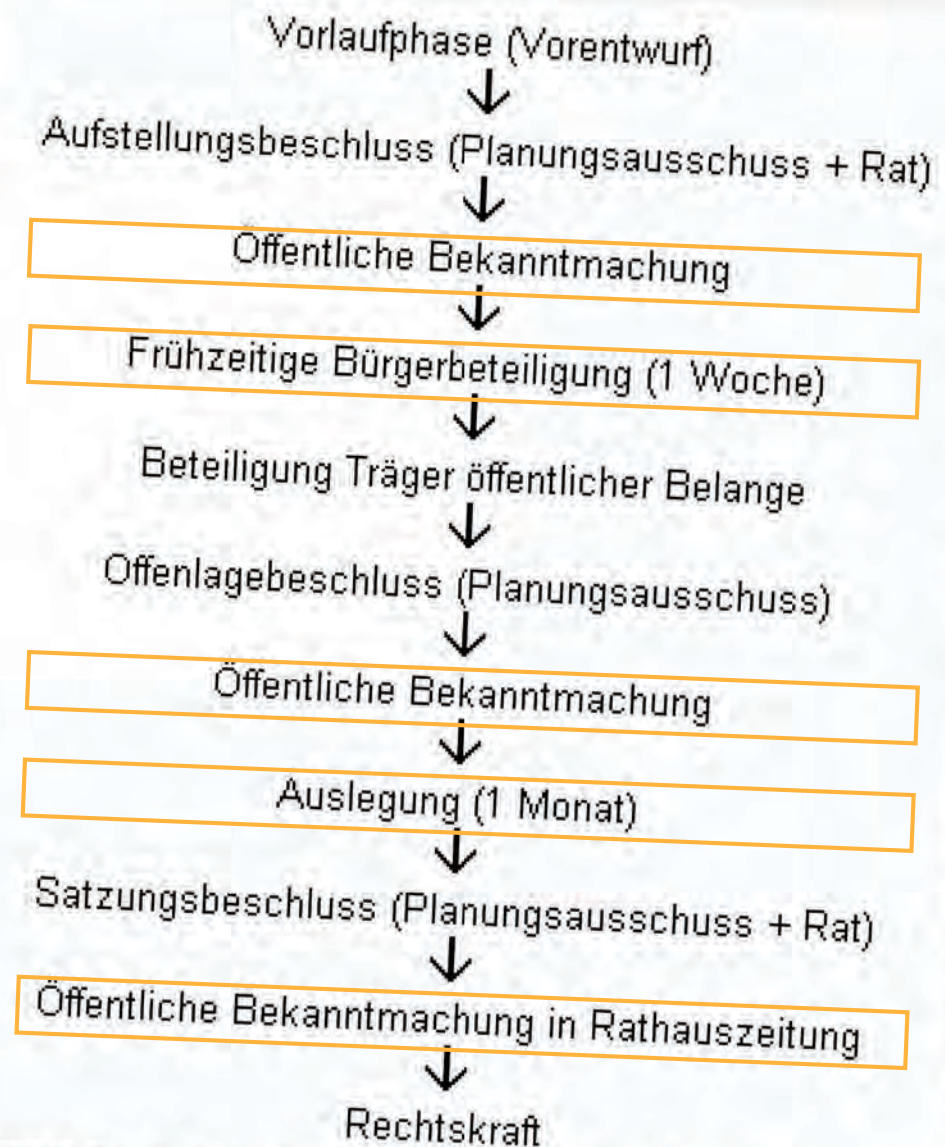 Vorlaufphase (Vorentwurf)
Aufstellungsbeschluss (Planungsausschuss + Rat)
Öffentliche Bekanntmachung
Frühzeitige Bürgerbeteiligung (1 Woche)
Beteiligung Träger öffentlicher Belange
Offenlagebeschluss (Planungsausschuss)
Öffentliche Bekanntmachung
Auslegung (1 Monat)
Satzungsbeschluss (Planungsausschuss + Rat)
Öffentliche Bekanntmachung in Rathauszeitung
Rechtskraft